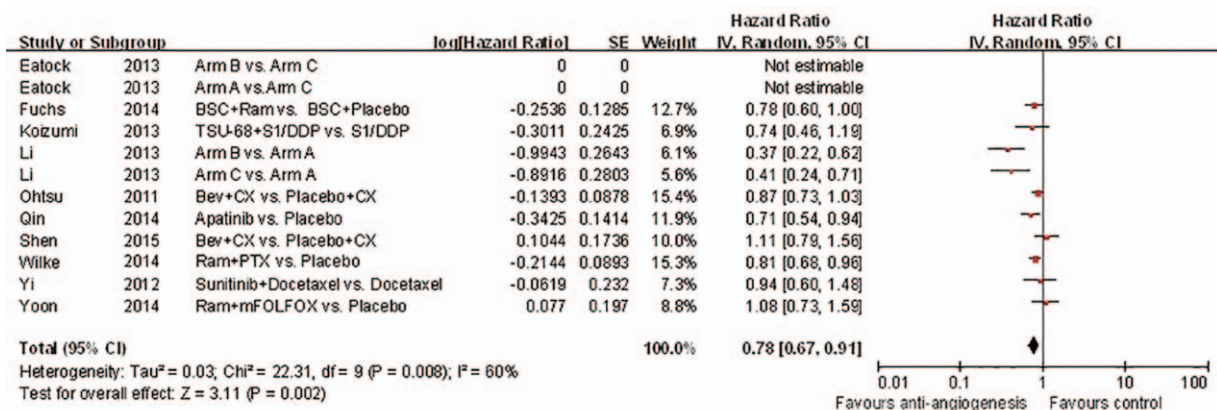 Hazard Ratio Hazard Ratio
Study or Subgroup log[Hazard Ratio] SE Weight IV, Random, 95% CI IV, Random, 95% CI
Eatock 2013 Arm B vs. Arm C 0 0 Not estimable
Eatock 2013 Arm A vs.Arm C 0 0 Not estimable
Fuchs 2014 BSC+Ram vs. BSC+Placebo -0.2536 0.1285 12.7% 0.78 [0.60, 1.00]
Koizumi 2013 TSU-68+S1/DDP vs. S1/DDP -0.3011 0.2425 6.9% 0.74 [0.46, 1.19]
Li 2013 Arm B vs. Arm A -0.9943 0.2643 6.1% 0.37 [0.22, 0.62]
Li 2013 Arm C vs. Arm A -0.8916 0.2803 5.6% 0.41 [0.24, 0.71]
Ohtsu 2011 Bev+CX vs. Placebo+CX -0.1393 0.0878 15.4% 0.87 [0.73, 1.03]
Qin 2014 Apatinib vs. Placebo -0.3425 0.1414 11.9% 0.71 [0.54, 0.94]
Shen 2015 Bev+CX vs. Placebo+CX 0.1044 0.1736 10.0% 1.11 [0.79, 1.56]
Wilke 2014 Ram+PTX vs. Placebo -0.2144 0.0893 15.3% 0.81 [0.68, 0.96]
Yi 2012 Sunitinib+Docetaxel vs. Docetaxel -0.0619 0.232 7.3% 0.94 [0.60, 1.48]
Yoon 2014 Ram+mFOLFOX vs. Placebo 0.077 0.197 8.8% 1.08 [0.73, 1.59]
Total (95% CI) 100.0% 0.78 [0.67, 0.91]
Heterogeneity: Tau² = 0.03; Chi² = 22.31, df = 9 (P = 0.008); I² = 60%
Test for overall effect: Z = 3.11 (P = 0.002)
0.01 0.1 1 10 100
Favours anti-angiogenesis Favours control